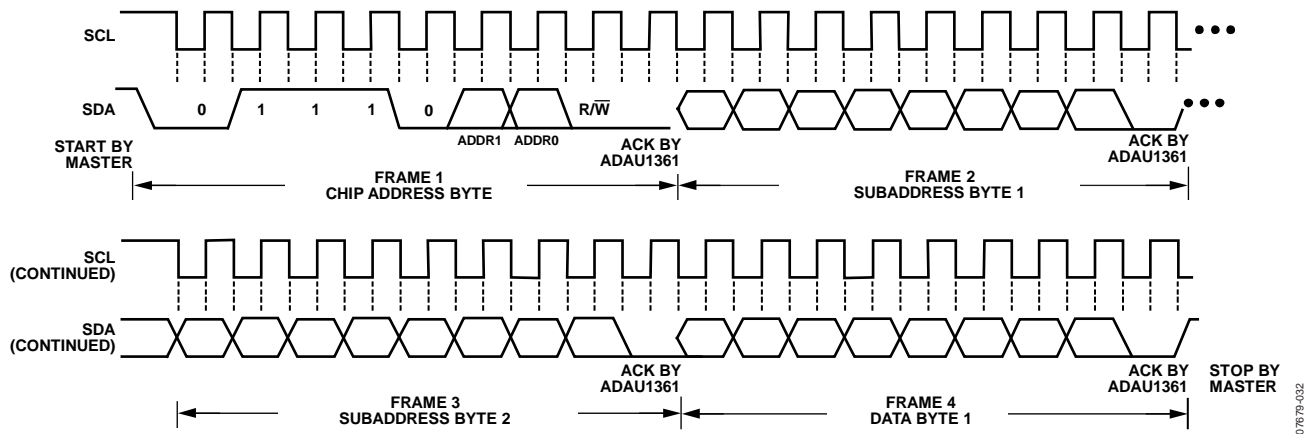 SCL
SDA
0 1 1 1 0 R/W̅
ADDR1 ADDR0
START BY
MASTER
ACK BY
ADAU1361
ACK BY
ADAU1361
FRAME 1
CHIP ADDRESS BYTE
FRAME 2
SUBADDRESS BYTE 1
SCL
(CONTINUED)
SDA
(CONTINUED)
ACK BY
ADAU1361
ACK BY
ADAU1361
STOP BY
MASTER
FRAME 3
SUBADDRESS BYTE 2
FRAME 4
DATA BYTE 1
07679-032